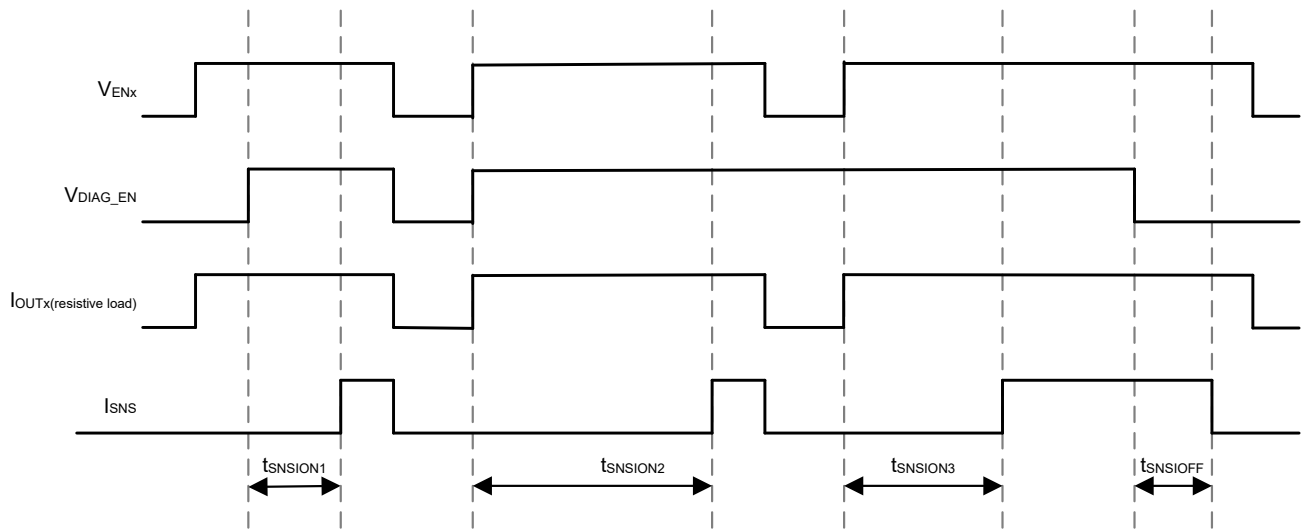 VENx
VDIAG_EN
IOUTx(resistive load)
ISNS
tSNSION1
tSNSION2
tSNSION3
tSNSIOFF